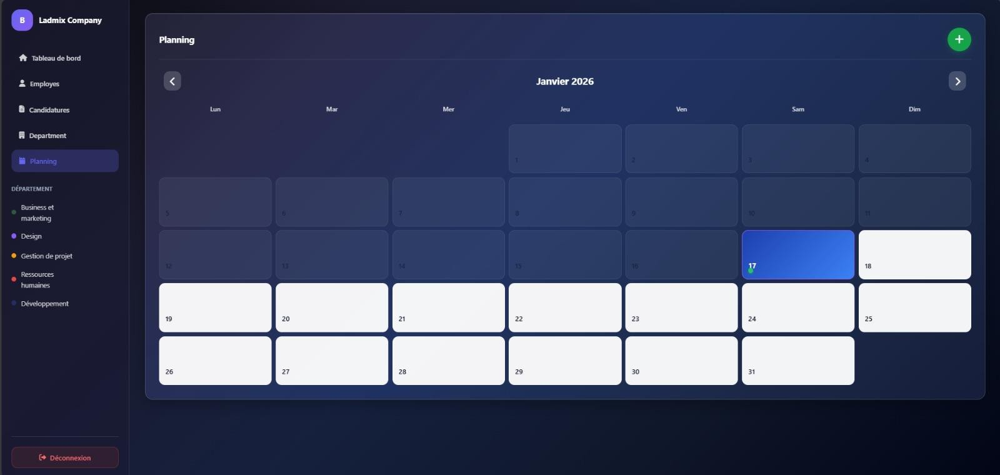 B
Ladmix Company
Tableau de bord
Employes
Candidatures
Department
Planning
DÉPARTEMENT
Business et
marketing
Design
Gestion de projet
Ressources
humaines
Développement
Déconnexion
Planning
Janvier 2026
Lun Mar Mer Jeu Ven Sam Dim
1 2 3 4
5 6 7 8 9 10 11
12 13 14 15 16 17 18
19 20 21 22 23 24 25
26 27 28 29 30 31